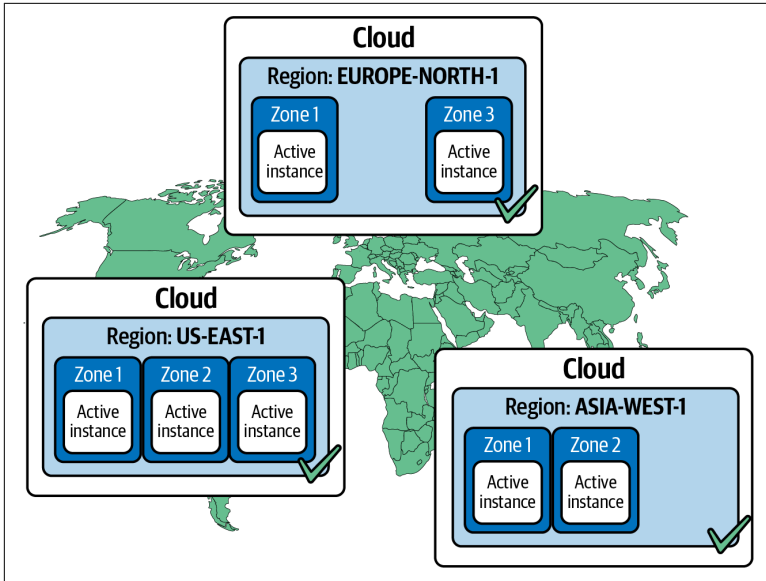 Cloud
Region: EUROPE-NORTH-1
Zone 1
Active
instance
Zone 3
Active
instance
Cloud
Region: US-EAST-1
Zone 1
Active
instance
Zone 2
Active
instance
Zone 3
Active
instance
Cloud
Region: ASIA-WEST-1
Zone 1
Active
instance
Zone 2
Active
instance